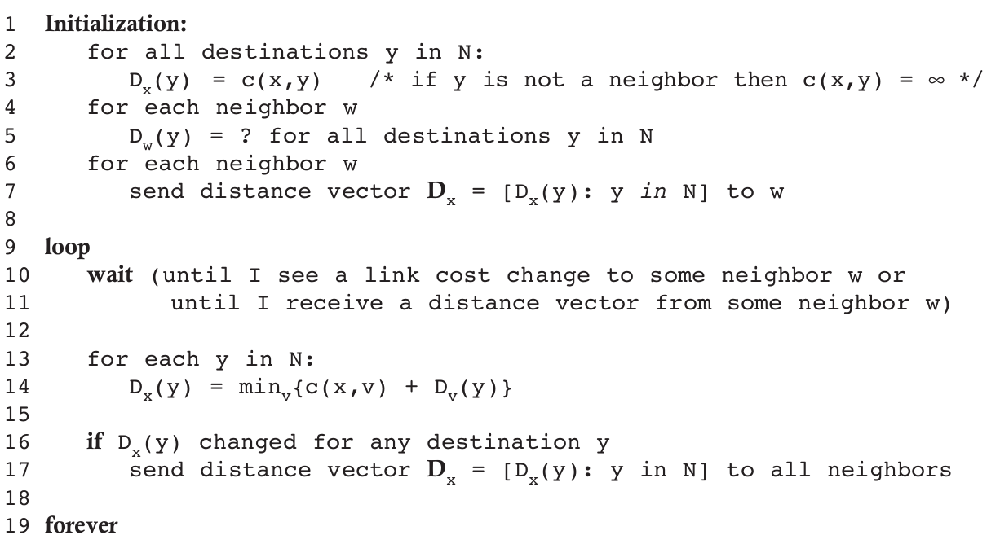 1 Initialization:
2 for all destinations y in N:
3 Dx(y) = c(x,y) /* if y is not a neighbor then c(x,y) = ∞ */
4 for each neighbor w
5 Dw(y) = ? for all destinations y in N
6 for each neighbor w
7 send distance vector Dx = [Dx(y): y in N] to w
8
9 loop
10 wait (until I see a link cost change to some neighbor w or
11 until I receive a distance vector from some neighbor w)
12
13 for each y in N:
14 Dx(y) = minv{c(x,v) + Dv(y)}
15
16 if Dx(y) changed for any destination y
17 send distance vector Dx = [Dx(y): y in N] to all neighbors
18
19 forever